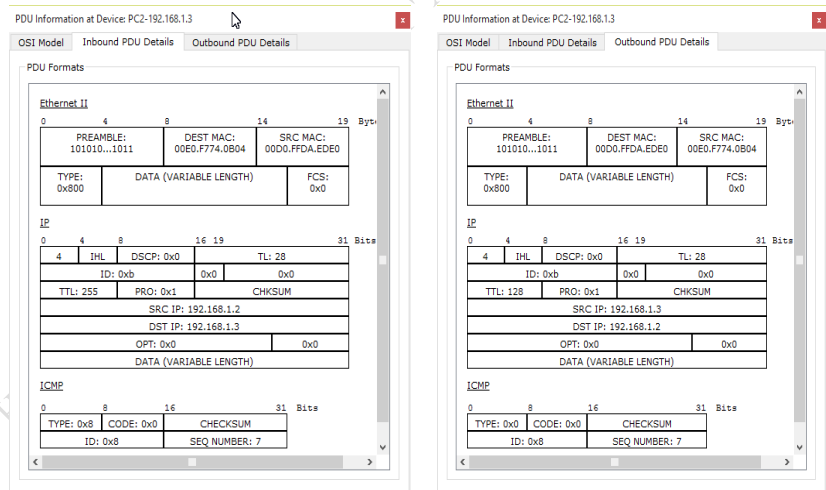 PDU Information at Device: PC2-192.168.1.3 x
OSI Model Inbound PDU Details Outbound PDU Details
PDU Formats
Ethernet II
0 4 8 14 19 Byt
PREAMBLE: 101010...1011 DEST MAC: 00E0.F774.0B04 SRC MAC: 00D0.FFDA.EDE0
TYPE: 0x800 DATA (VARIABLE LENGTH) FCS: 0x0
IP
0 4 8 16 19 31 Bits
4 IHL DSCP: 0x0 TL: 28
ID: 0xb 0x0 0x0
TTL: 255 PRO: 0x1 CHKSUM
SRC IP: 192.168.1.2
DST IP: 192.168.1.3
OPT: 0x0 0x0
DATA (VARIABLE LENGTH)
ICMP
0 8 16 31 Bits
TYPE: 0x8 CODE: 0x0 CHECKSUM
ID: 0x8 SEQ NUMBER: 7
PDU Information at Device: PC2-192.168.1.3 x
OSI Model Inbound PDU Details Outbound PDU Details
PDU Formats
Ethernet II
0 4 8 14 19 Byt
PREAMBLE: 101010...1011 DEST MAC: 00D0.FFDA.EDE0 SRC MAC: 00E0.F774.0B04
TYPE: 0x800 DATA (VARIABLE LENGTH) FCS: 0x0
IP
0 4 8 16 19 31 Bits
4 IHL DSCP: 0x0 TL: 28
ID: 0xb 0x0 0x0
TTL: 128 PRO: 0x1 CHKSUM
SRC IP: 192.168.1.3
DST IP: 192.168.1.2
OPT: 0x0 0x0
DATA (VARIABLE LENGTH)
ICMP
0 8 16 31 Bits
TYPE: 0x0 CODE: 0x0 CHECKSUM
ID: 0x8 SEQ NUMBER: 7